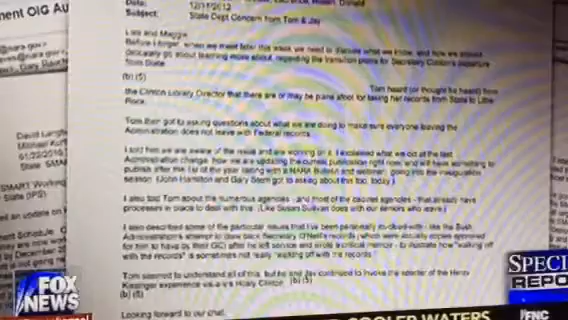 ment OIG Au
Date: 12/11/2012
Subject: State Dept Concern from Tom & Jay
and Maggie
Before I forget, when we meet later this week we need to discuss what we know, and how we should
delicately go about learning more about, regarding the transition plans for Secretary Clinton's departure
from State
(b) (5)
Tom heard (or thought he heard) from
the Clinton Library Director that there are or may be plans afoot for taking her records from State to Little
Rock.
Tom then got to asking questions about what we are doing to make sure everyone leaving the
Administration does not leave with Federal records.
I told him we are aware of the issue and are working on it. I explained what we did at the last
Administration change, how we are updating the current publication right now and will have something to
publish after the 1st of the year (along with a NARA Bulletin and webinar) going into the inauguration
season. (John Hamilton and Gary Stern got to asking about this too, today.)
I also told Tom about the numerous agencies - and most of the cabinet agencies - that already have
processes in place to deal with this. (Like Susan Sullivan does with our seniors who leave.)
I also described some of the particular issues that I've been personally involved with - like the Bush
Administration's attempt to claw back Secretary O'Neill's records (which were actually copies approved
for him to have by their GC) after he left service and wrote a critical memoir - to illustrate how "walking off
with the records" is sometimes not really "walking off with the records."
Tom seemed to understand all of this, but he and Jay continued to invoke the specter of the Henry
Kissinger experience vis-a-vis Hillary Clinton. (b) (5)
(b) (5)
Looking forward to our chat.
David
Michael
SMART Working
State (IPS)
FOX
NEWS
SPECI
REPO
COOLER WATERS
FNC